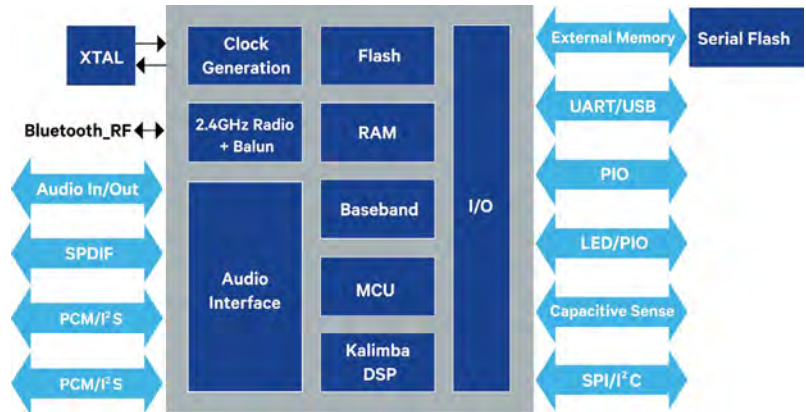 XTAL
Clock
Generation
Flash
External Memory
Serial Flash
Bluetooth_RF
2.4GHz Radio
+ Balun
RAM
UART/USB
Audio In/Out
PIO
SPDIF
Audio
Interface
Baseband
I/O
LED/PIO
PCM/I²S
MCU
Capacitive Sense
PCM/I²S
Kalimba
DSP
SPI/I²C